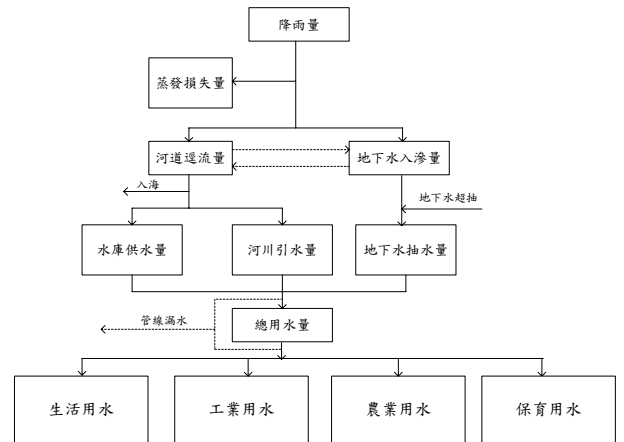 降雨量
蒸發損失量
河道逕流量
地下水入滲量
入海
地下水超抽
水庫供水量
河川引水量
地下水抽水量
管線漏水
總用水量
生活用水
工業用水
農業用水
保育用水